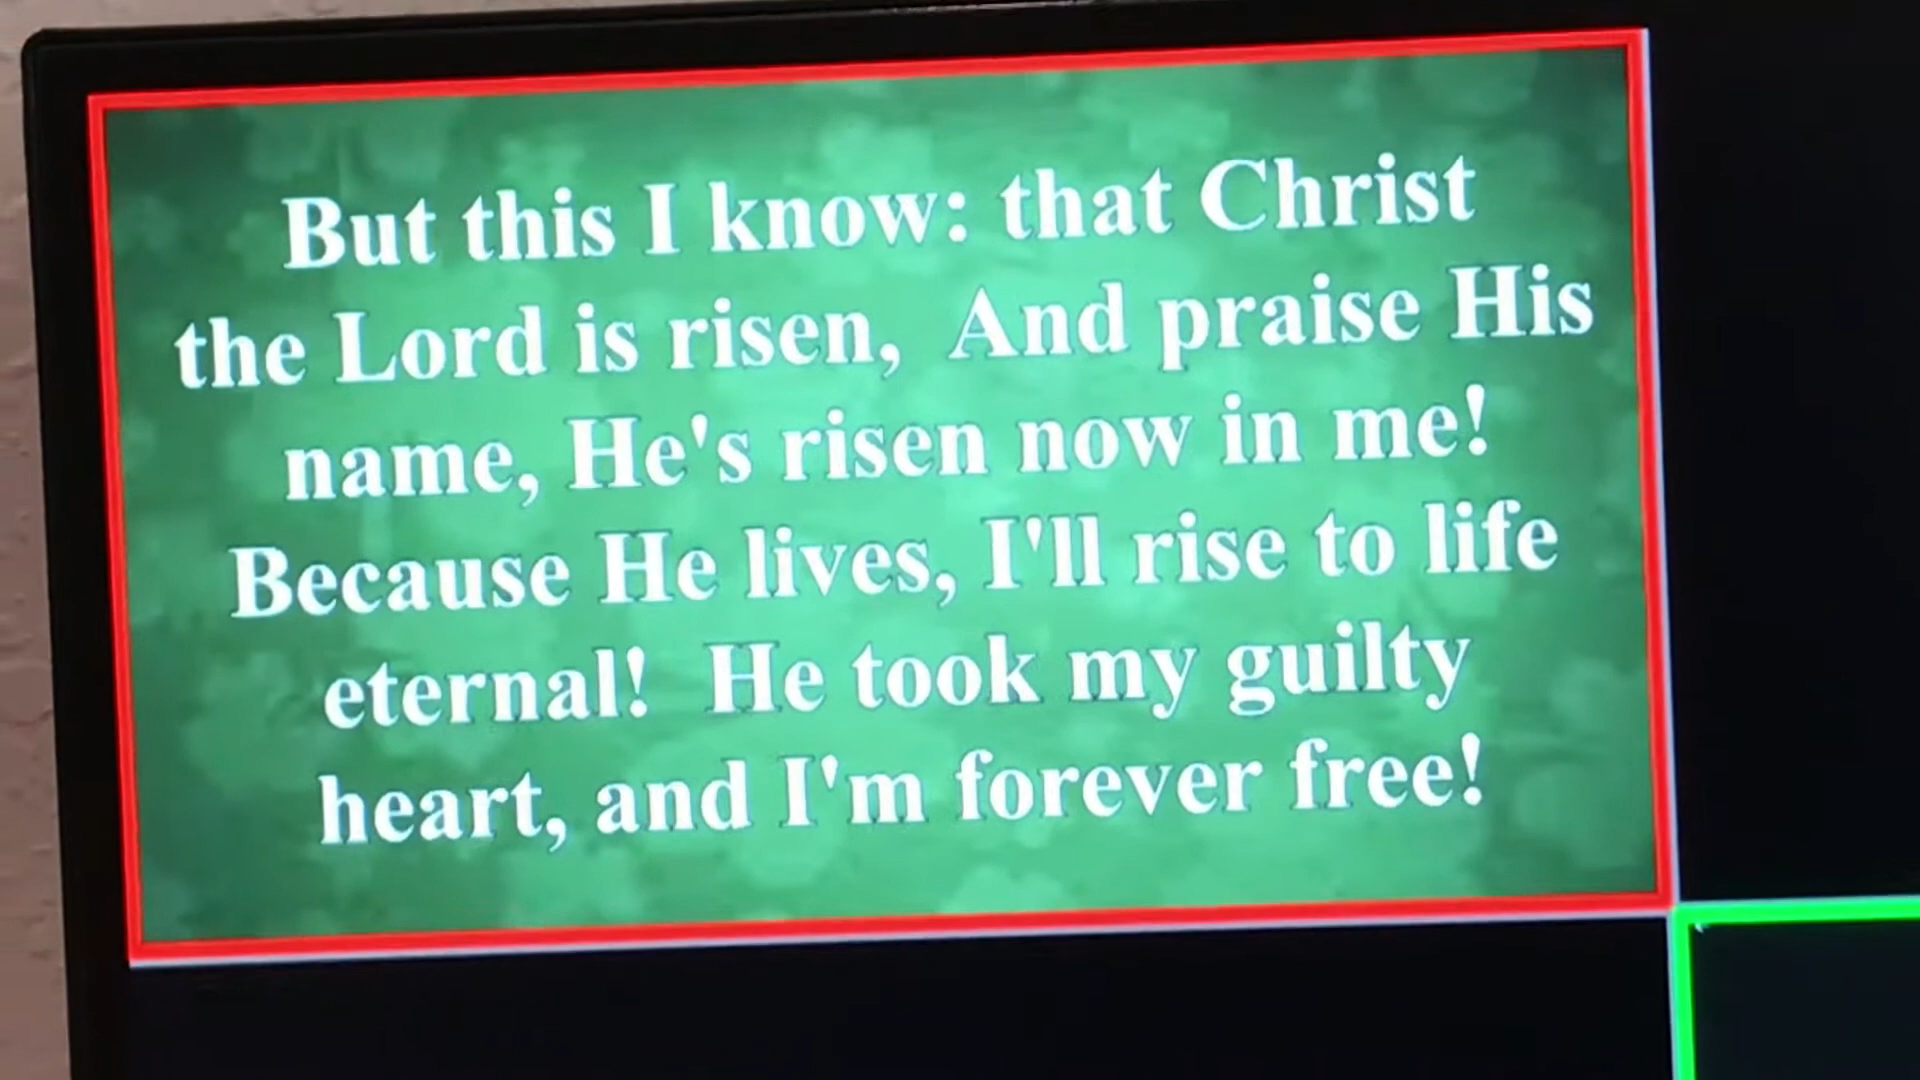 But this I know: that Christ
the Lord is risen,  And praise His
name, He's risen now in me!
Because He lives, I'll rise to life
eternal!  He took my guilty
heart, and I'm forever free!